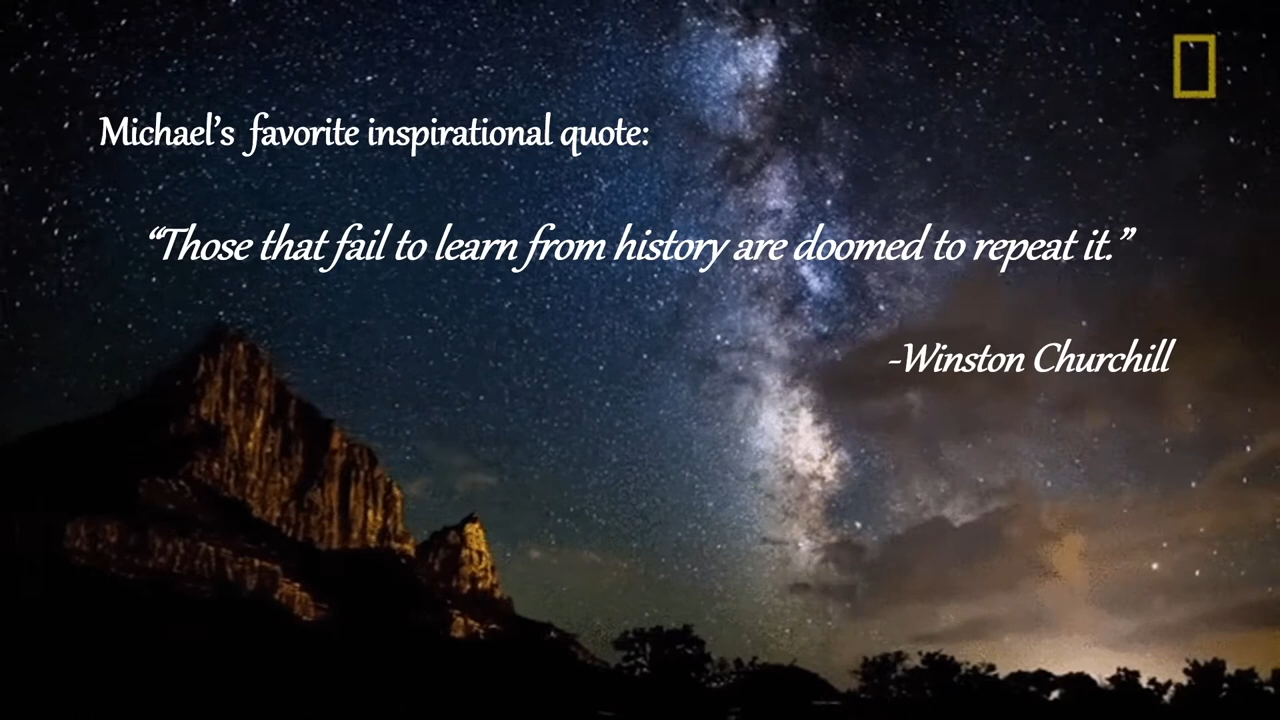 Michael’s favorite inspirational quote:
“Those that fail to learn from history are doomed to repeat it.”
-Winston Churchill